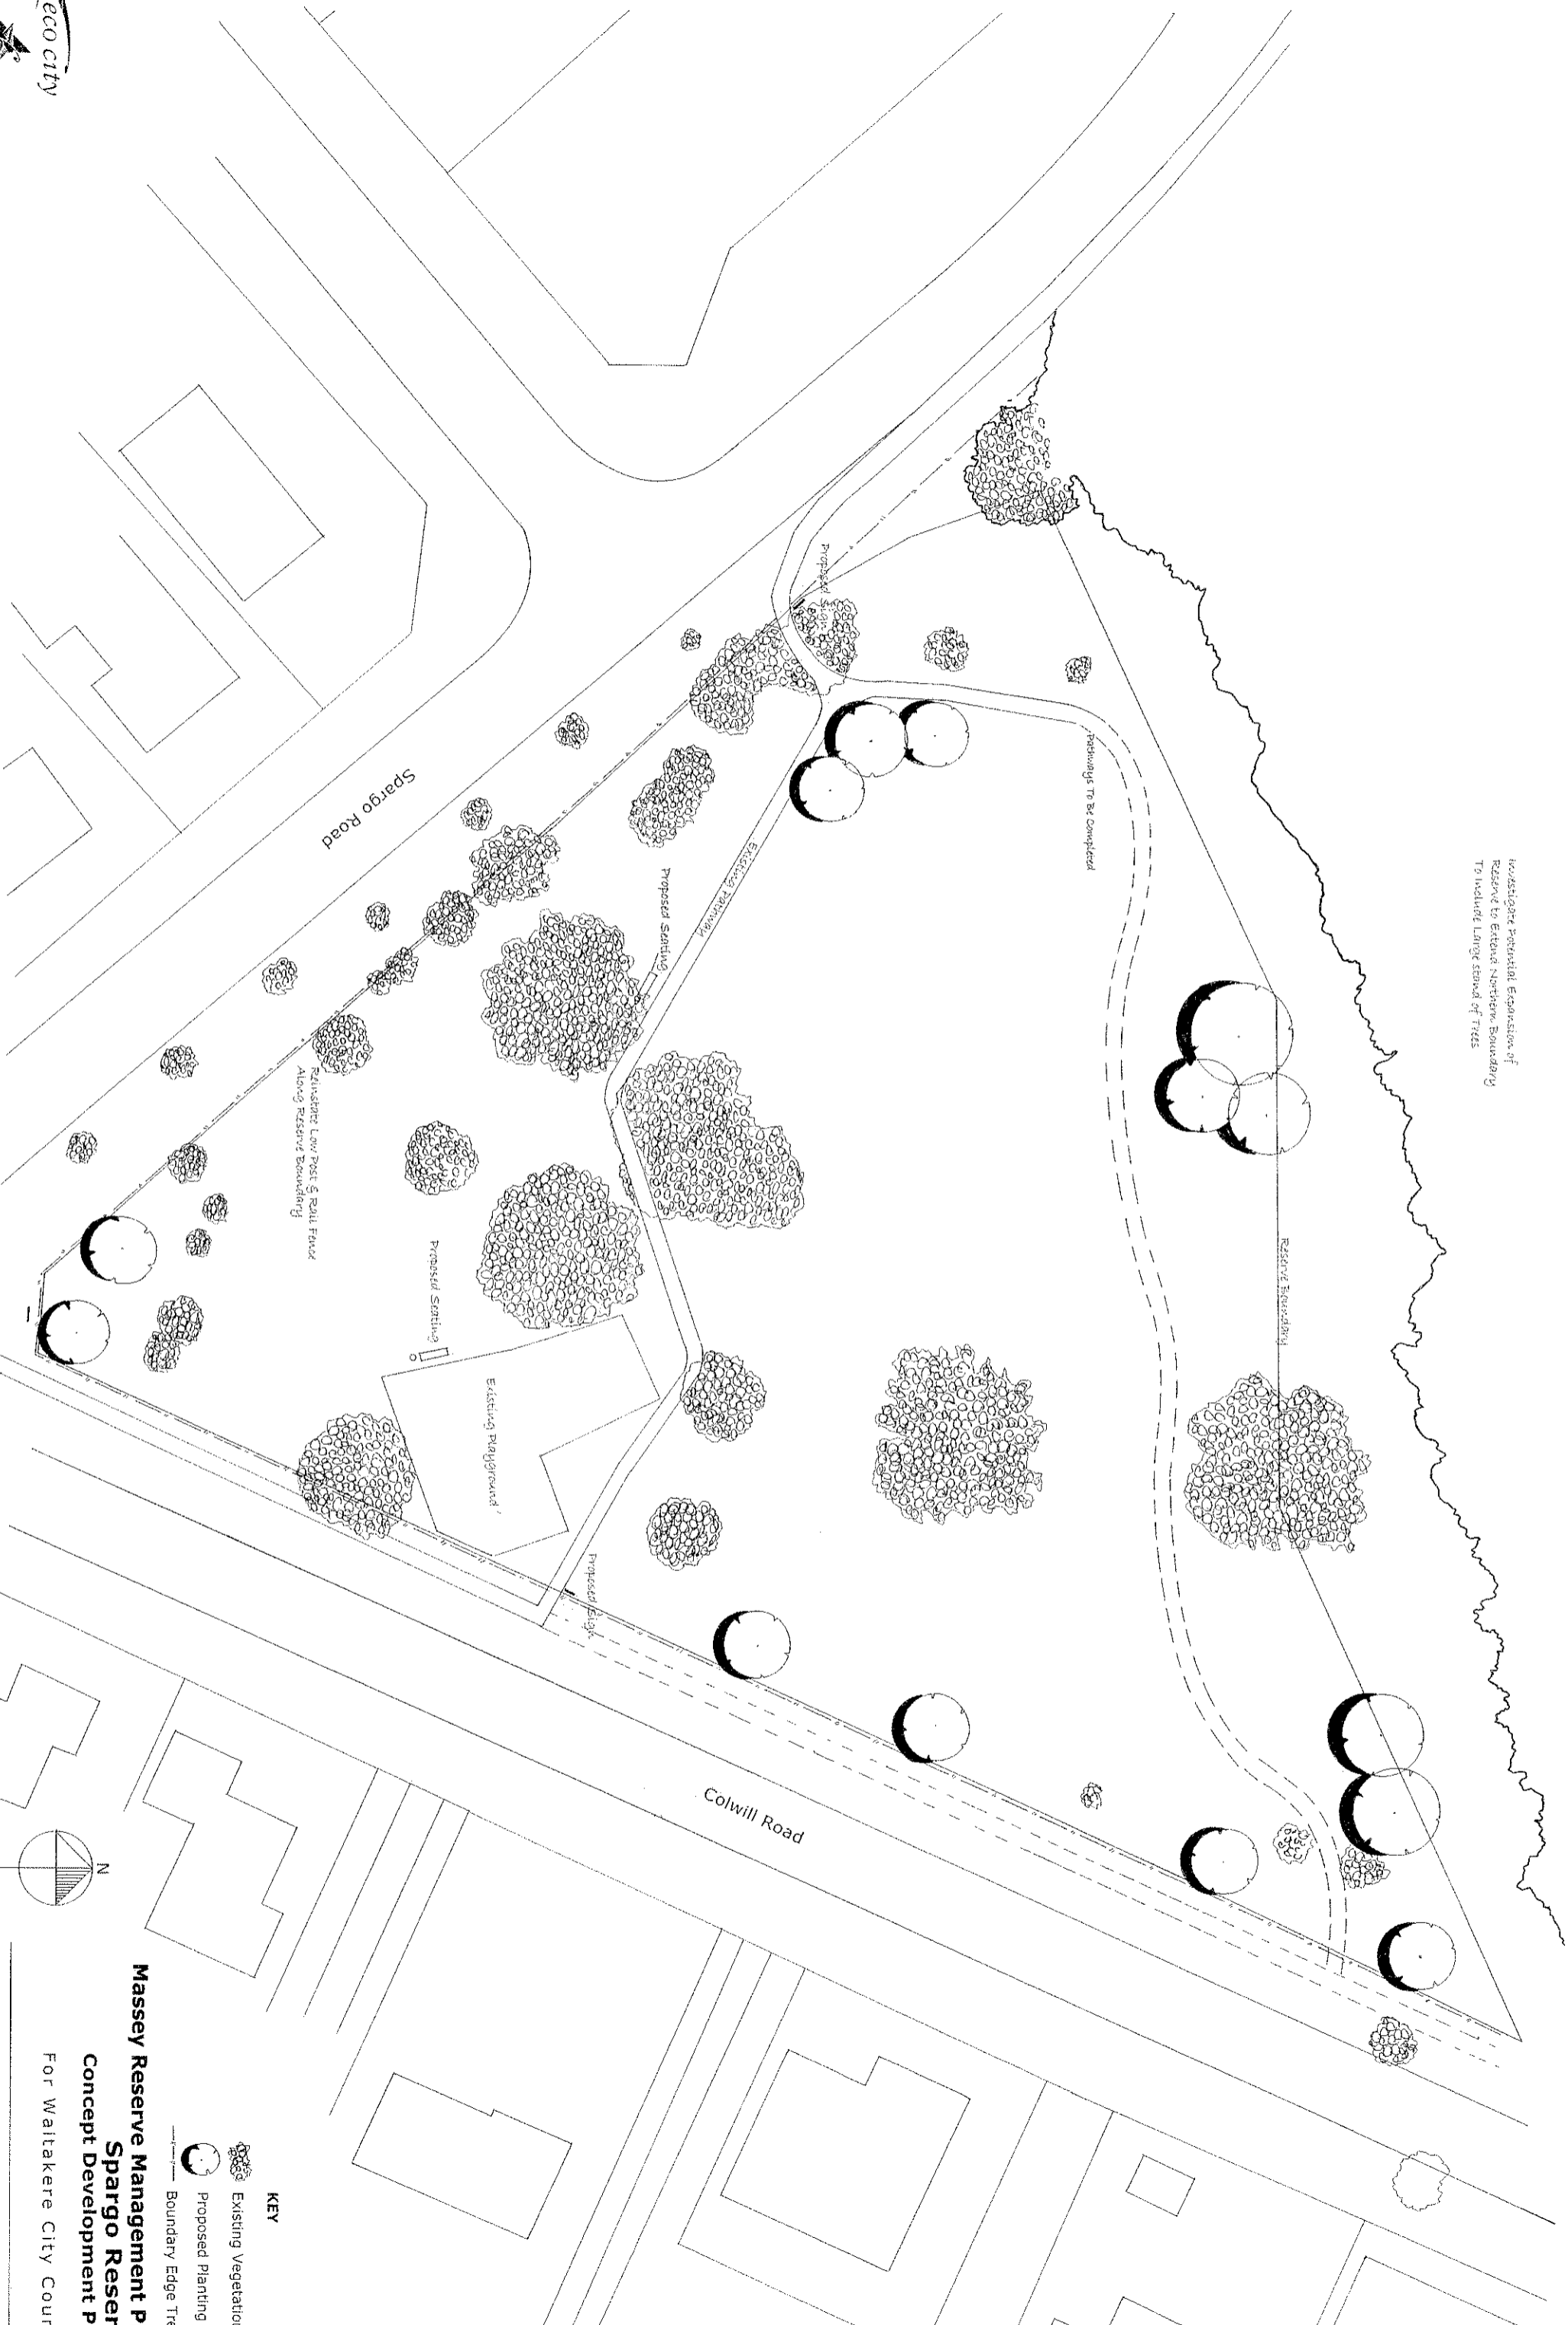 eco city
Investigate Potential Expansion of
Reserve to Extend Northern Boundary
To Include Large Stand of Trees
Proposed Sign
Pathways To Be Completed
Existing Pathway
Reserve Boundary
Proposed Seating
Spargo Road
Reinstate Low Post & Rail Fence
Along Reserve Boundary
Proposed Seating
Existing Playground
Proposed Sign
Colwill Road
N
KEY
Existing Vegetation
Proposed Planting
Boundary Edge Tre
Massey Reserve Management P
Spargo Reser
Concept Development P
For Waitakere City Coun